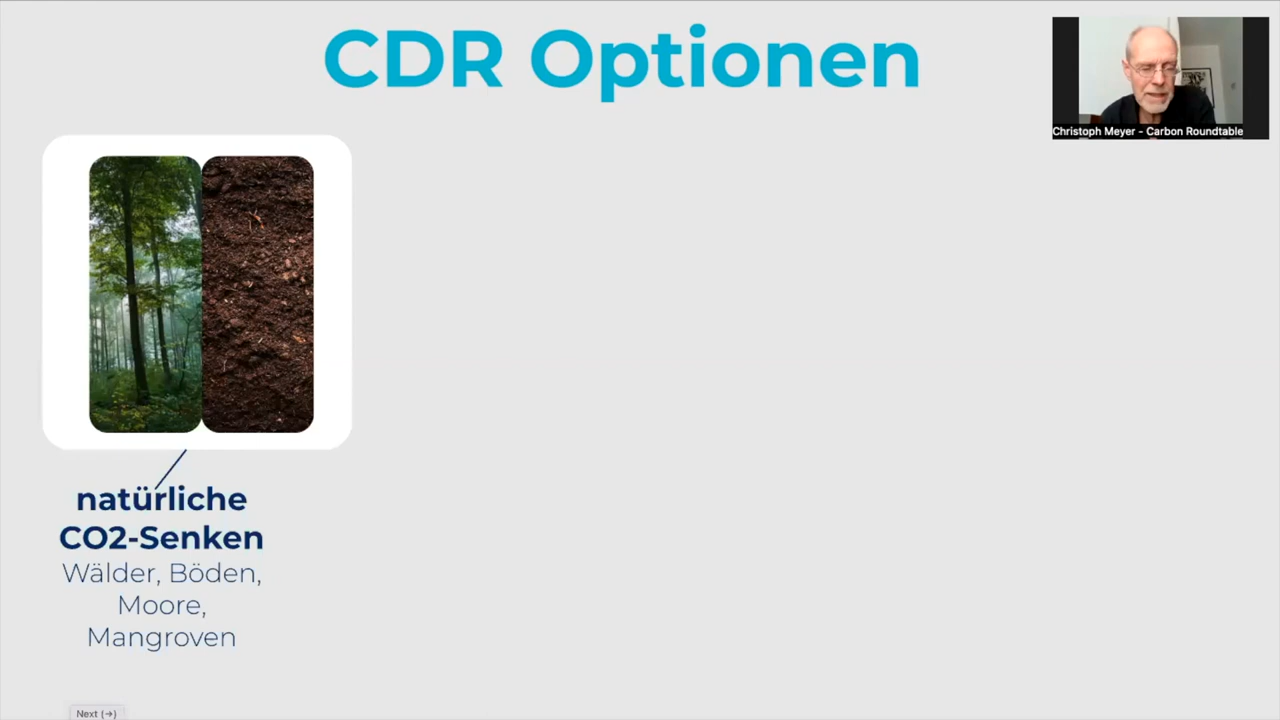 CDR Optionen
Christoph Meyer - Carbon Roundtable
natürliche
CO2-Senken
Wälder, Böden,
Moore,
Mangroven
Next (→)